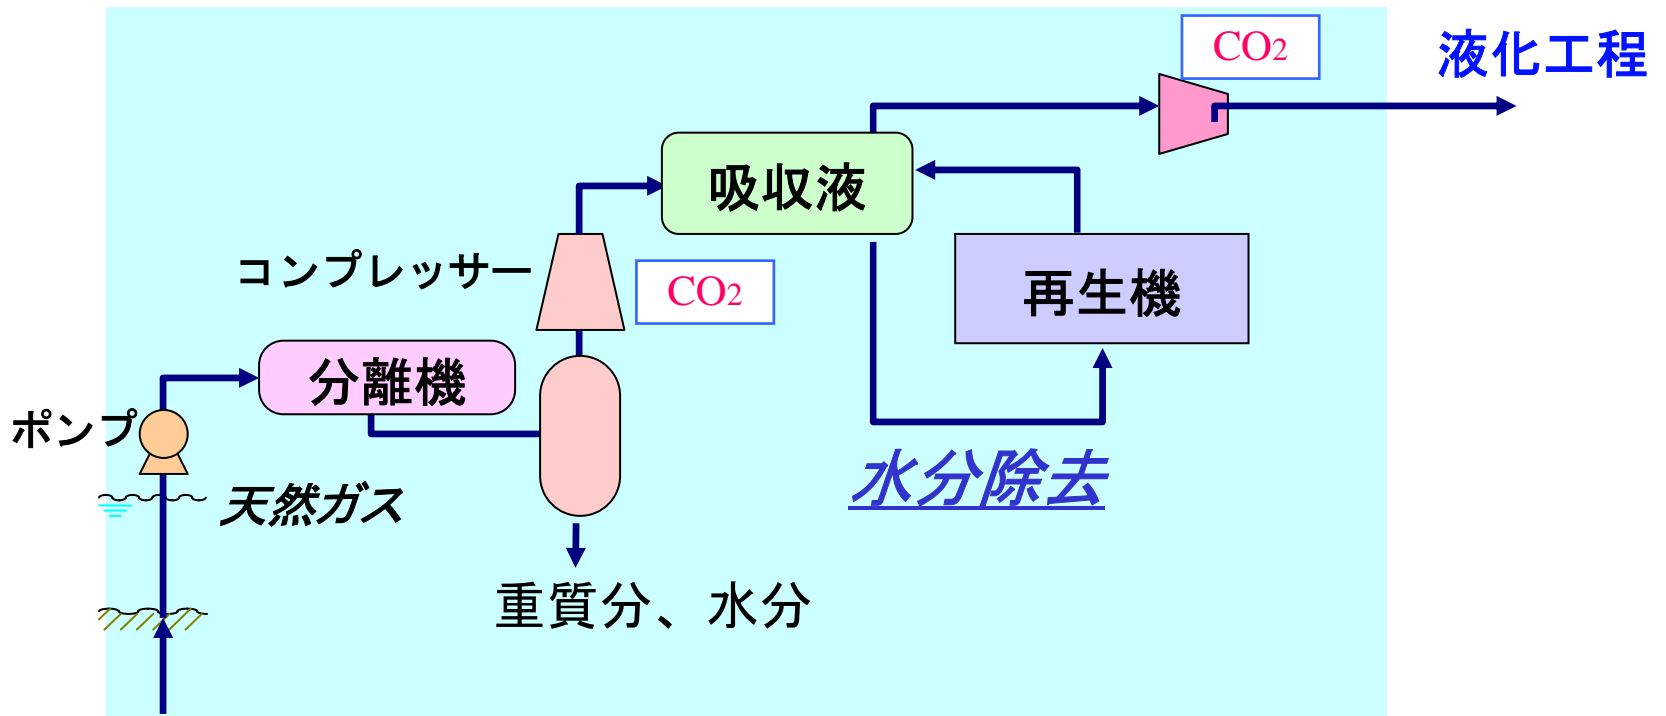 CO2
液化工程
吸収液
コンプレッサー
CO2
再生機
分離機
ポンプ
天然ガス
水分除去
重質分、水分